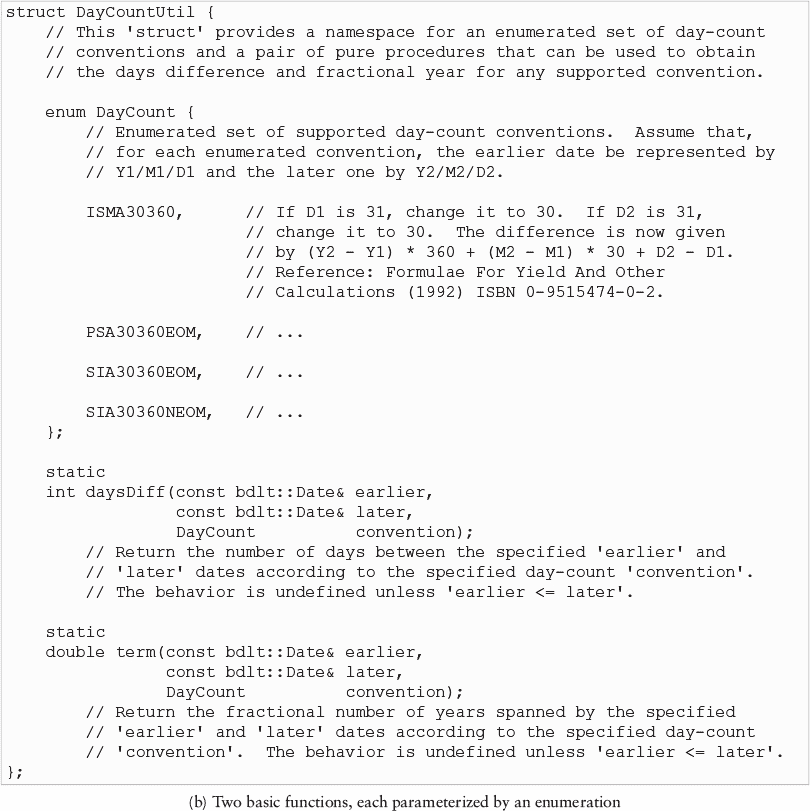 struct DayCountUtil {
    // This 'struct' provides a namespace for an enumerated set of day-count
    // conventions and a pair of pure procedures that can be used to obtain
    // the days difference and fractional year for any supported convention.

    enum DayCount {
        // Enumerated set of supported day-count conventions.  Assume that,
        // for each enumerated convention, the earlier date be represented by
        // Y1/M1/D1 and the later one by Y2/M2/D2.

        ISMA30360,      // If D1 is 31, change it to 30.  If D2 is 31,
                        // change it to 30.  The difference is now given
                        // by (Y2 - Y1) * 360 + (M2 - M1) * 30 + D2 - D1.
                        // Reference: Formulae For Yield And Other
                        // Calculations (1992) ISBN 0-9515474-0-2.

        PSA30360EOM,    // ...

        SIA30360EOM,    // ...

        SIA30360NEOM,   // ...
    };

    static
    int daysDiff(const bdlt::Date& earlier,
                 const bdlt::Date& later,
                 DayCount          convention);
        // Return the number of days between the specified 'earlier' and
        // 'later' dates according to the specified day-count 'convention'.
        // The behavior is undefined unless 'earlier <= later'.

    static
    double term(const bdlt::Date& earlier,
                const bdlt::Date& later,
                DayCount          convention);
        // Return the fractional number of years spanned by the specified
        // 'earlier' and 'later' dates according to the specified day-count
        // 'convention'.  The behavior is undefined unless 'earlier <= later'.
};
(b) Two basic functions, each parameterized by an enumeration